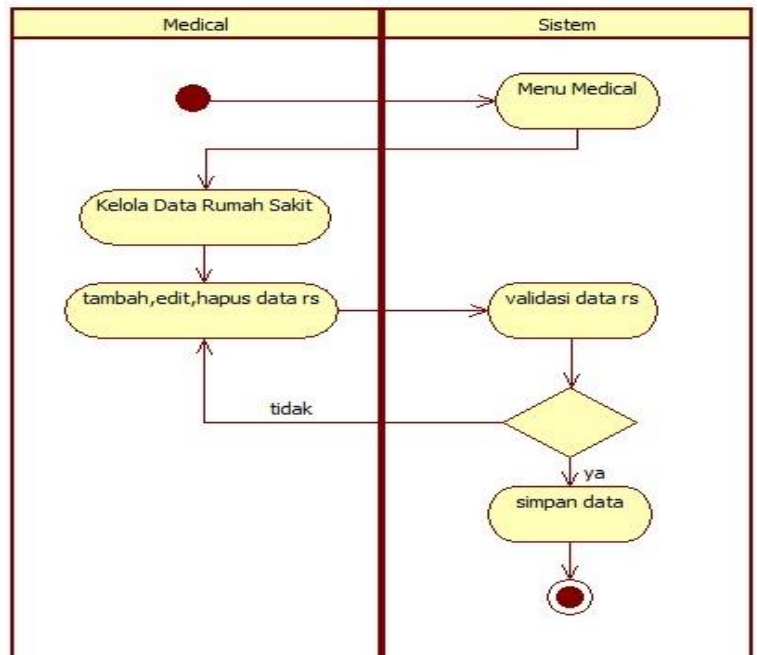 Medical
Sistem
Menu Medical
Kelola Data Rumah Sakit
tambah,edit,hapus data rs
validasi data rs
tidak
ya
simpan data